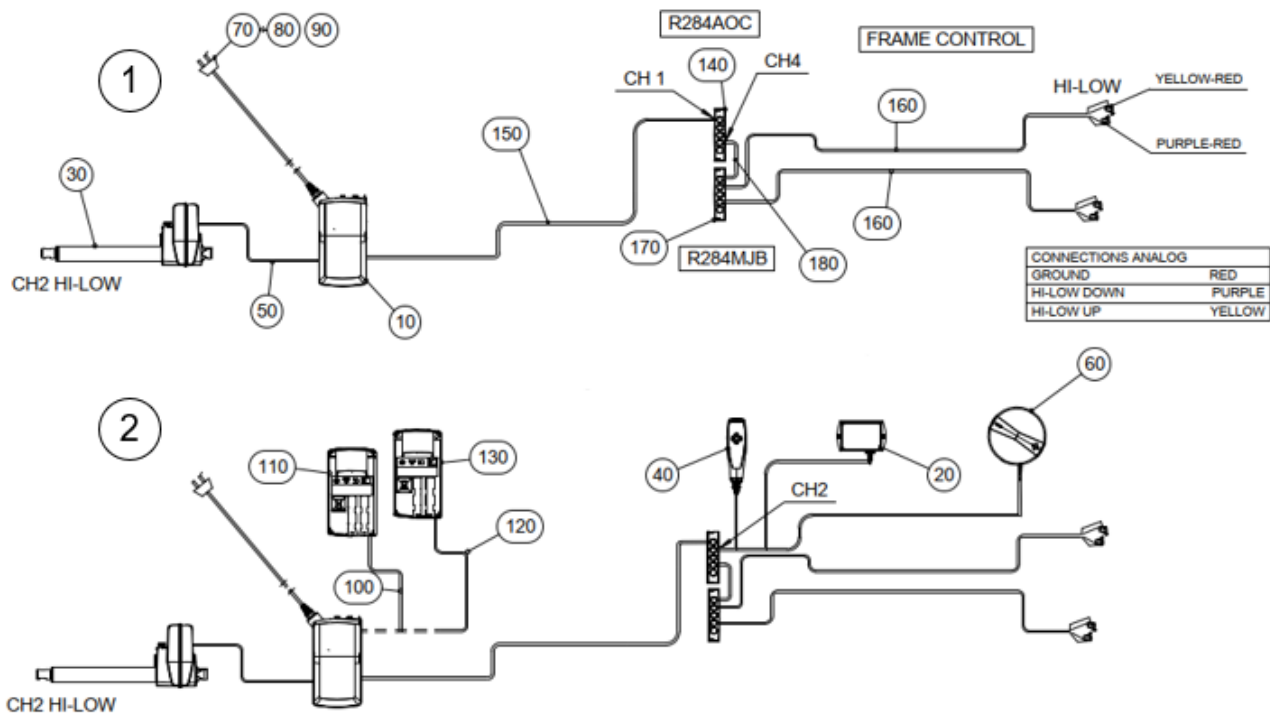 R284AOC
FRAME CONTROL
1
70 80 90
140
CH 1
CH4
HI-LOW
YELLOW-RED
160
PURPLE-RED
150
30
160
170
R284MJB
180
CH2 HI-LOW
50
10
CONNECTIONS ANALOG
GROUND RED
HI-LOW DOWN PURPLE
HI-LOW UP YELLOW
2
60
110
130
40
20
CH2
120
100
CH2 HI-LOW